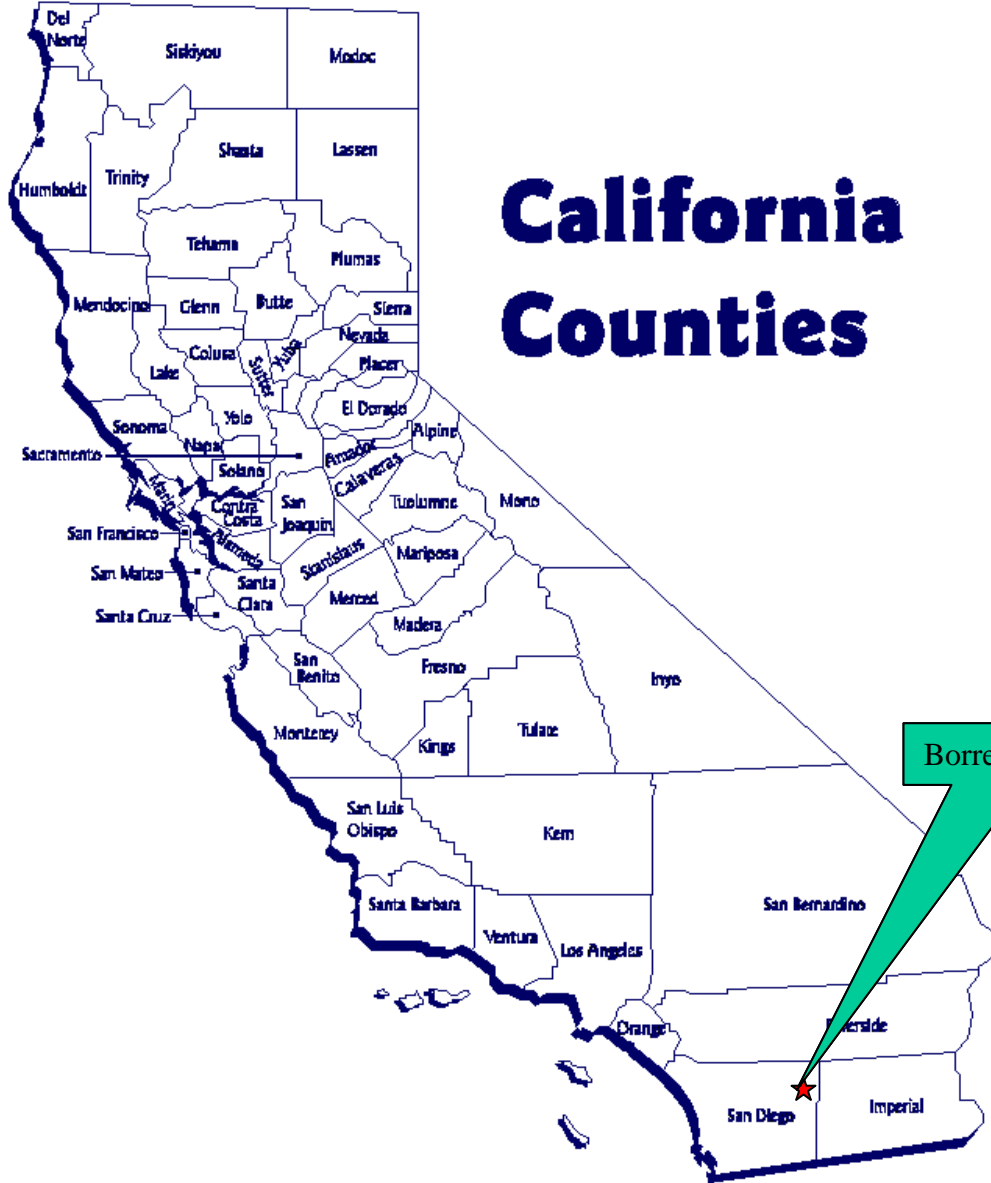 Del
Norte
Siskiyou
Modoc
Humboldt
Trinity
Shasta
Lassen
California
Counties
Tehama
Plumas
Mendocino
Glenn
Butte
Sierra
Nevada
Placer
Lake
Colusa
Sutter
Yuba
El Dorado
Sonoma
Napa
Yolo
Alpine
Sacramento
Solano
Amador
Calaveras
Marin
Contra
Costa
San
Joaquin
Tuolumne
Mono
San Francisco
Alameda
Stanislaus
Mariposa
San Mateo
Santa
Clara
Merced
Santa Cruz
Madera
San
Benito
Fresno
Inyo
Monterey
Kings
Tulare
San Luis
Obispo
Kern
Santa Barbara
Ventura
Los Angeles
San Bernardino
Orange
San Diego
Imperial